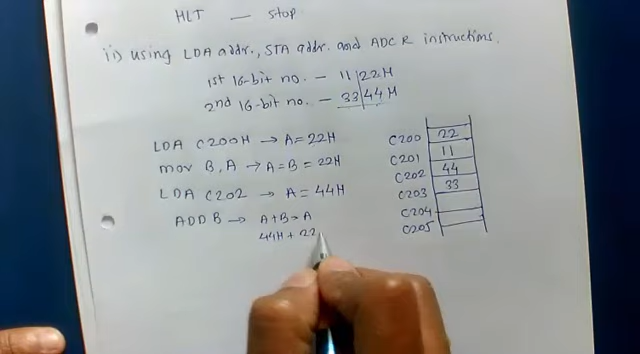 HLT — stop
ii) using LDA addr., STA addr. and ADC R instructions.
1st 16-bit no. - 11|22H
2nd 16-bit no. - 33|44H
LDA C200H → A=22H
mov B,A → A=B=22H
LDA C202 → A=44H
ADD B → A+B→A
44H + 22
C200 22
C201 11
C202 44
C203 33
C204
C205